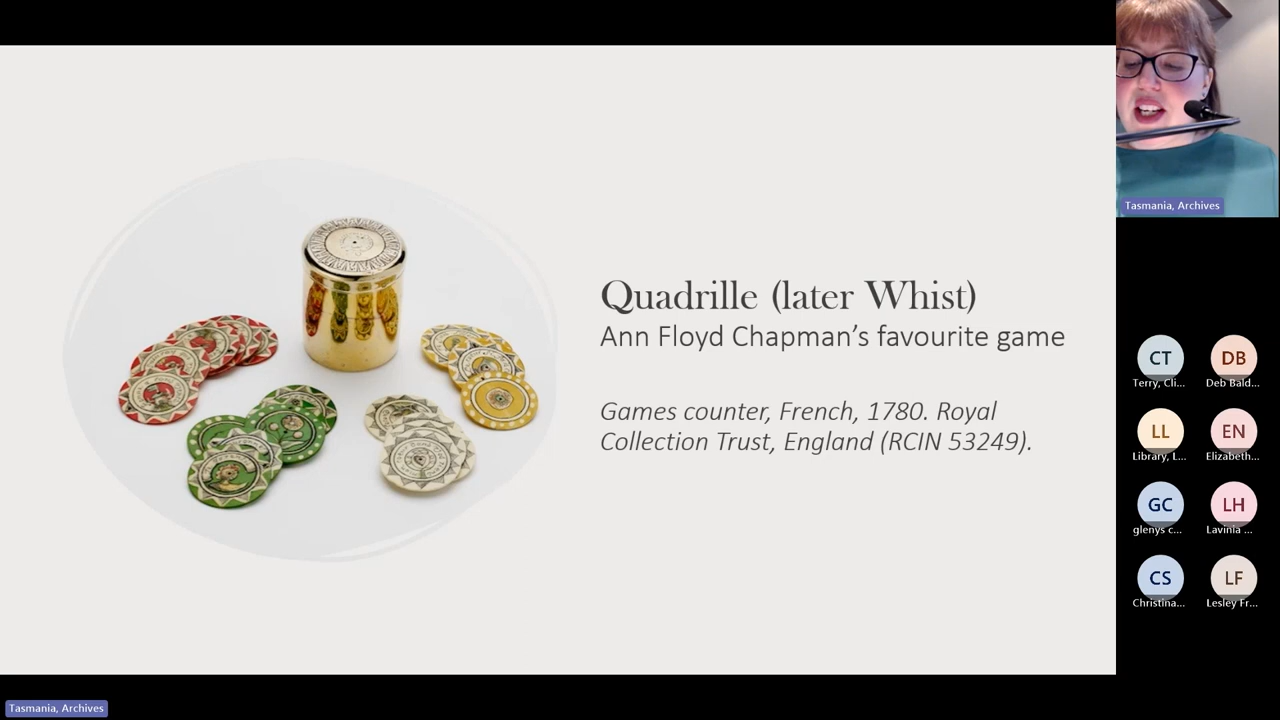 Quadrille (later Whist)
Ann Floyd Chapman's favourite game
Games counter, French, 1780. Royal
Collection Trust, England (RCIN 53249).
Tasmania, Archives
CT
DB
Terry, Cli...
Deb Bald...
LL
EN
Library, L...
Elizabeth...
GC
LH
glenys c...
Lavinia ...
CS
LF
Christina...
Lesley Fr...
Tasmania, Archives